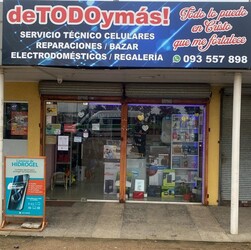 deTODOymás!
Todo lo puedo
en Cristo
que me fortalece
SERVICIO TÉCNICO CELULARES
REPARACIONES / BAZAR
ELECTRODOMÉSTICOS / REGALERÍA
093 557 898
HIDROGEL